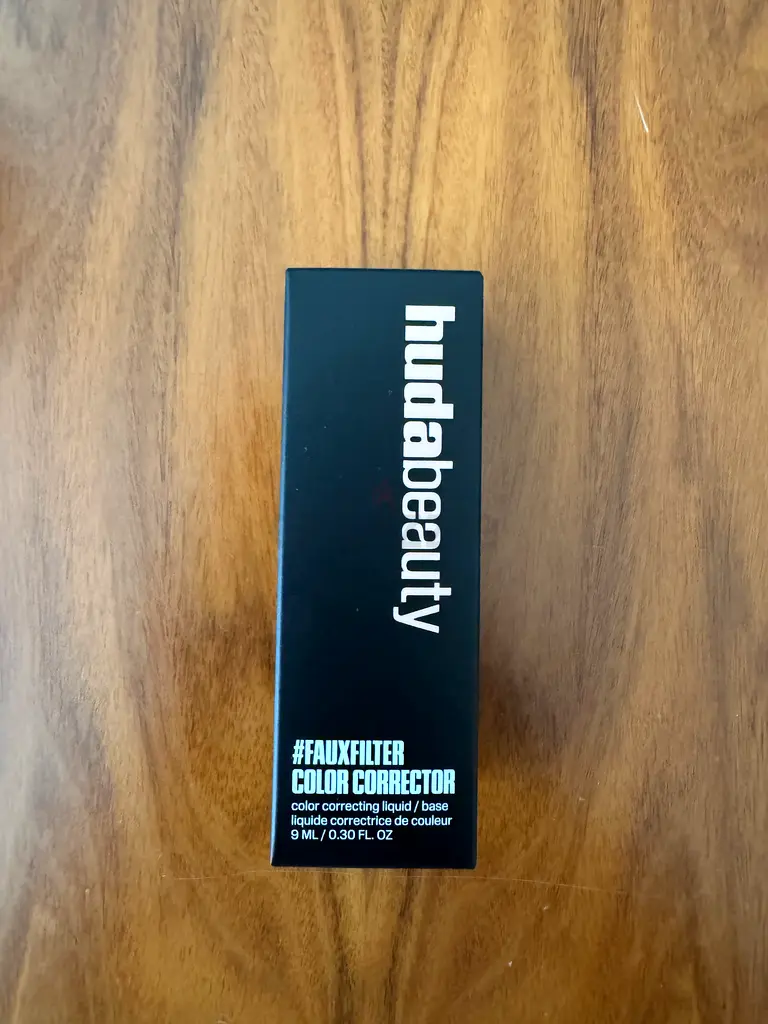 hudabeauty
#FAUXFILTER
COLOR CORRECTOR
color correcting liquid / base
liquide correctrice de couleur
9 ML / 0.30 FL. OZ